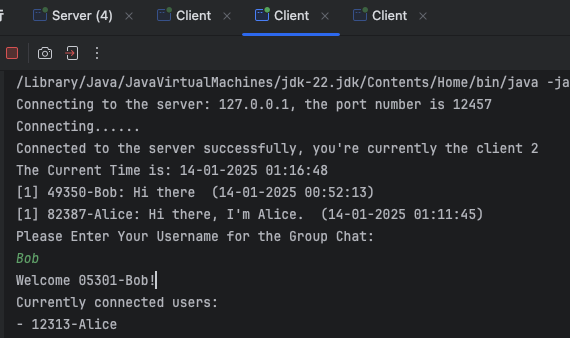 Server (4) Client Client Client
/Library/Java/JavaVirtualMachines/jdk-22.jdk/Contents/Home/bin/java -ja
Connecting to the server: 127.0.0.1, the port number is 12457
Connecting......
Connected to the server successfully, you're currently the client 2
The Current Time is: 14-01-2025 01:16:48
[1] 49350-Bob: Hi there  (14-01-2025 00:52:13)
[1] 82387-Alice: Hi there, I'm Alice.  (14-01-2025 01:11:45)
Please Enter Your Username for the Group Chat:
Bob
Welcome 05301-Bob!
Currently connected users:
- 12313-Alice